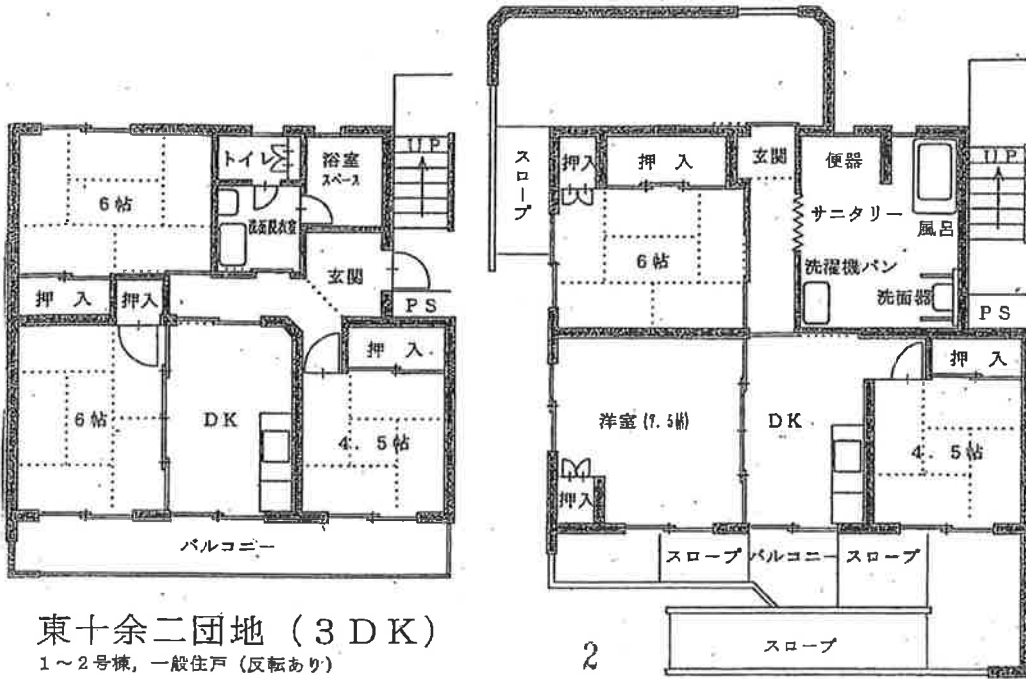 トイレ
浴室
スペース
UP
6帖
洗面脱衣室
玄関
押入
押入
PS
押入
6帖
DK
4.5帖
バルコニー
東十余二団地(3DK)
1~2号棟,一般住戸(反転あり)
スロープ
押入
押入
玄関
便器
UP
サニタリー
風呂
6帖
洗濯機パン
洗面器
PS
押入
洋室(7.5帖)
DK
4.5帖
押入
スロープ
バルコニー
スロープ
スロープ
2